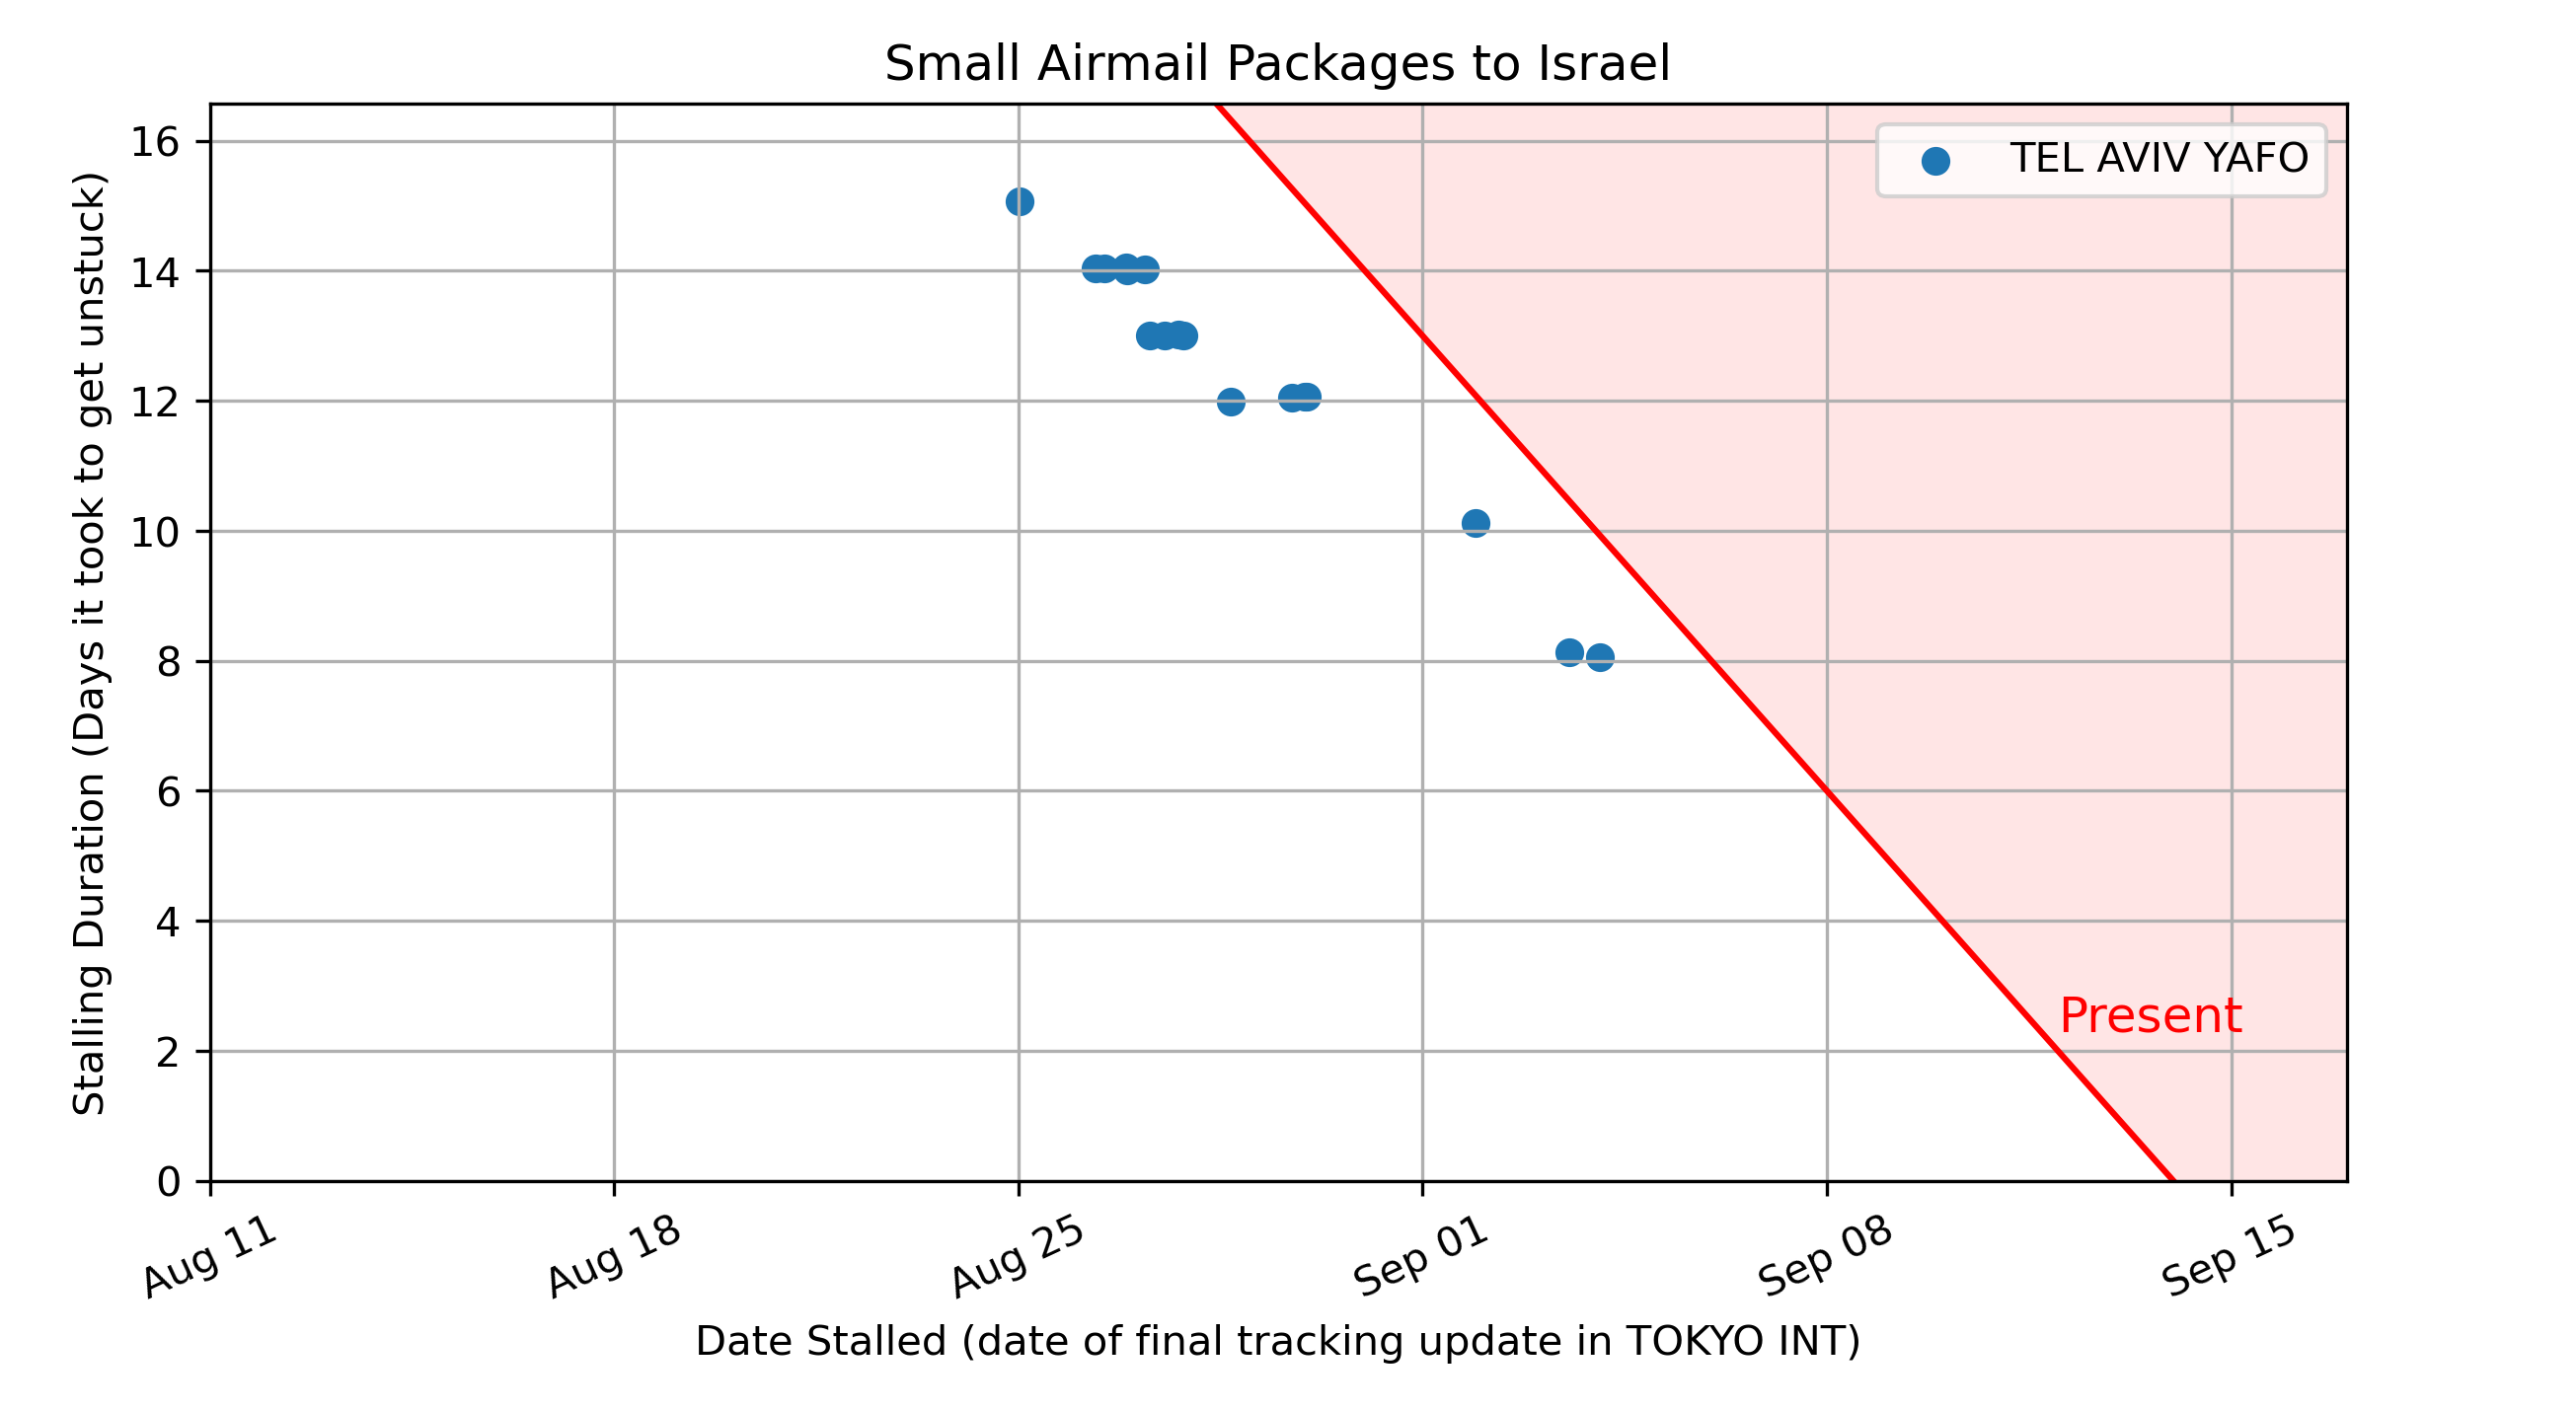 Small Airmail Packages to Israel
TEL AVIV YAFO
Stalling Duration (Days it took to get unstuck)
16
14
12
10
8
6
4
2
0
Present
Aug 11
Aug 18
Aug 25
Sep 01
Sep 08
Sep 15
Date Stalled (date of final tracking update in TOKYO INT)